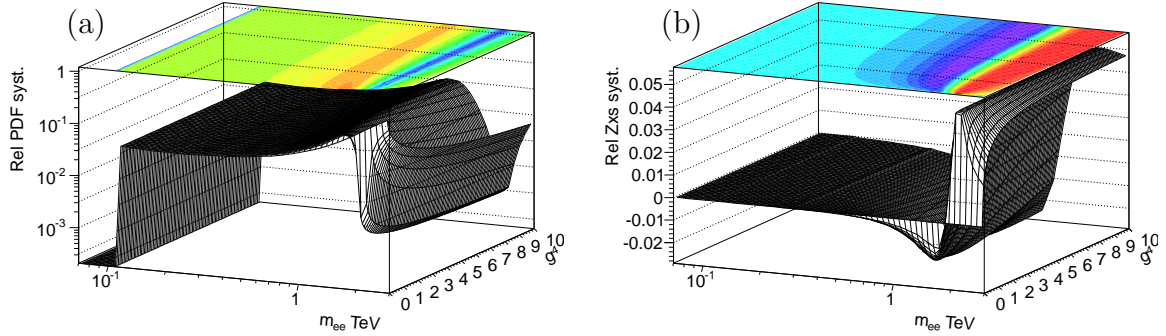 (a)
Rel PDF syst.
1
10⁻¹
10⁻²
10⁻³
10⁻¹
1
m_ee TeV
0 1 2 3 4 5 6 7 8 9 10
g⁴
(b)
Rel Zxs syst.
0.05
0.04
0.03
0.02
0.01
0
-0.01
-0.02
10⁻¹
1
m_ee TeV
0 1 2 3 4 5 6 7 8 9 10
g⁴